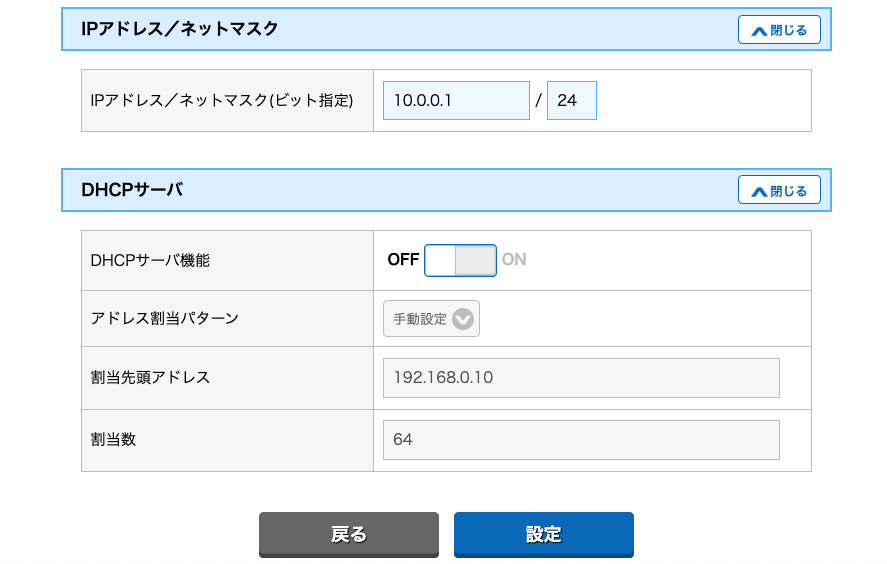 IPアドレス／ネットマスク 閉じる
IPアドレス／ネットマスク(ビット指定) 10.0.0.1 / 24
DHCPサーバ 閉じる
DHCPサーバ機能 OFF ON
アドレス割当パターン 手動設定
割当先頭アドレス 192.168.0.10
割当数 64
戻る 設定